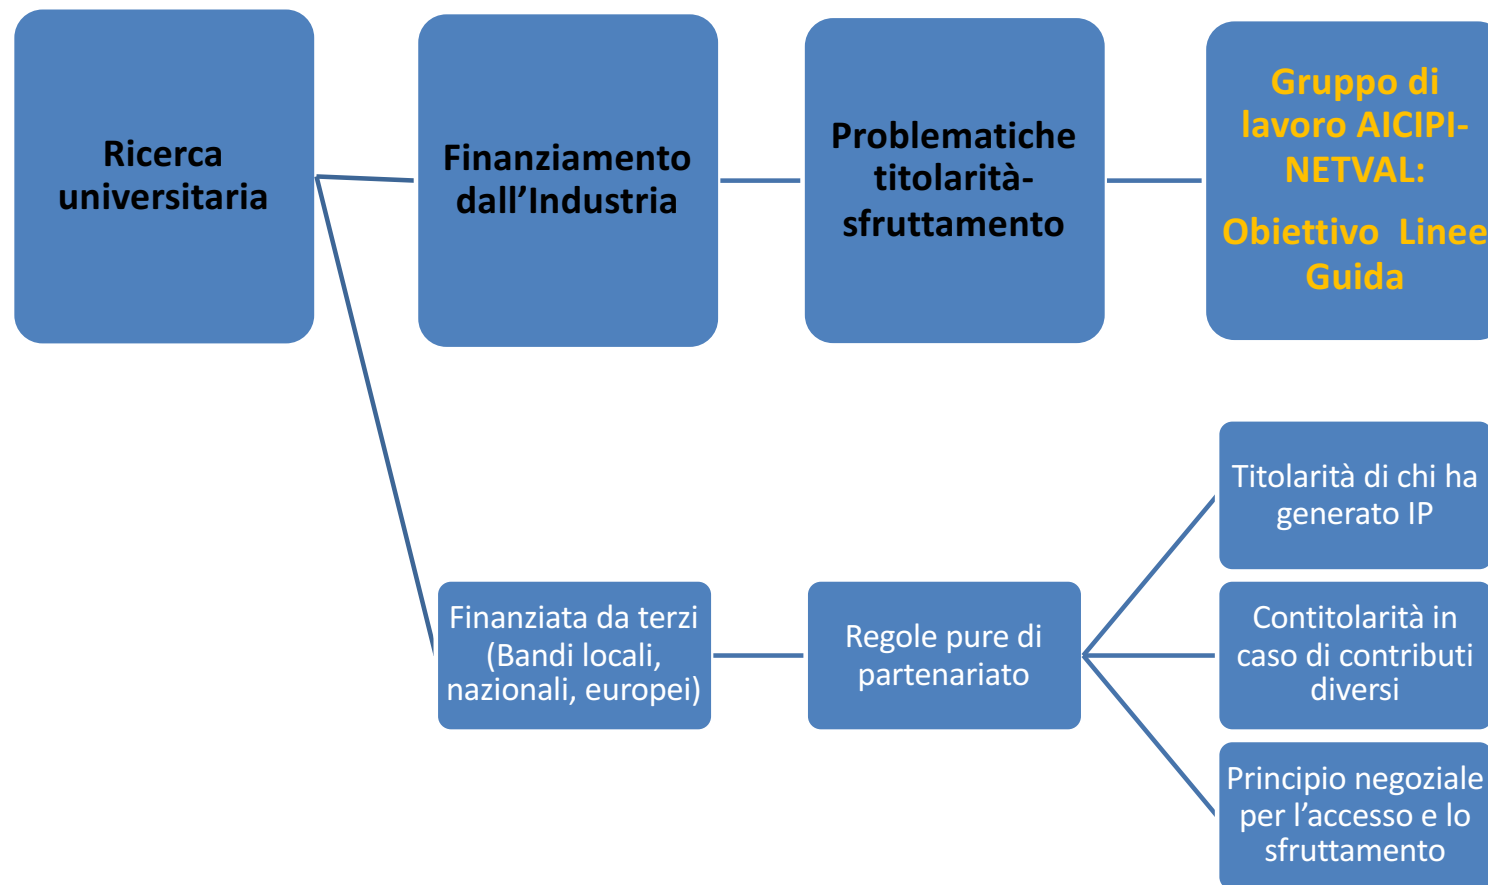 Ricerca
universitaria
Finanziamento
dall’Industria
Problematiche
titolarità-
sfruttamento
Gruppo di
lavoro AICIPI-
NETVAL:
Obiettivo Linee
Guida
Finanziata da terzi
(Bandi locali,
nazionali, europei)
Regole pure di
partenariato
Titolarità di chi ha
generato IP
Contitolarità in
caso di contributi
diversi
Principio negoziale
per l’accesso e lo
sfruttamento